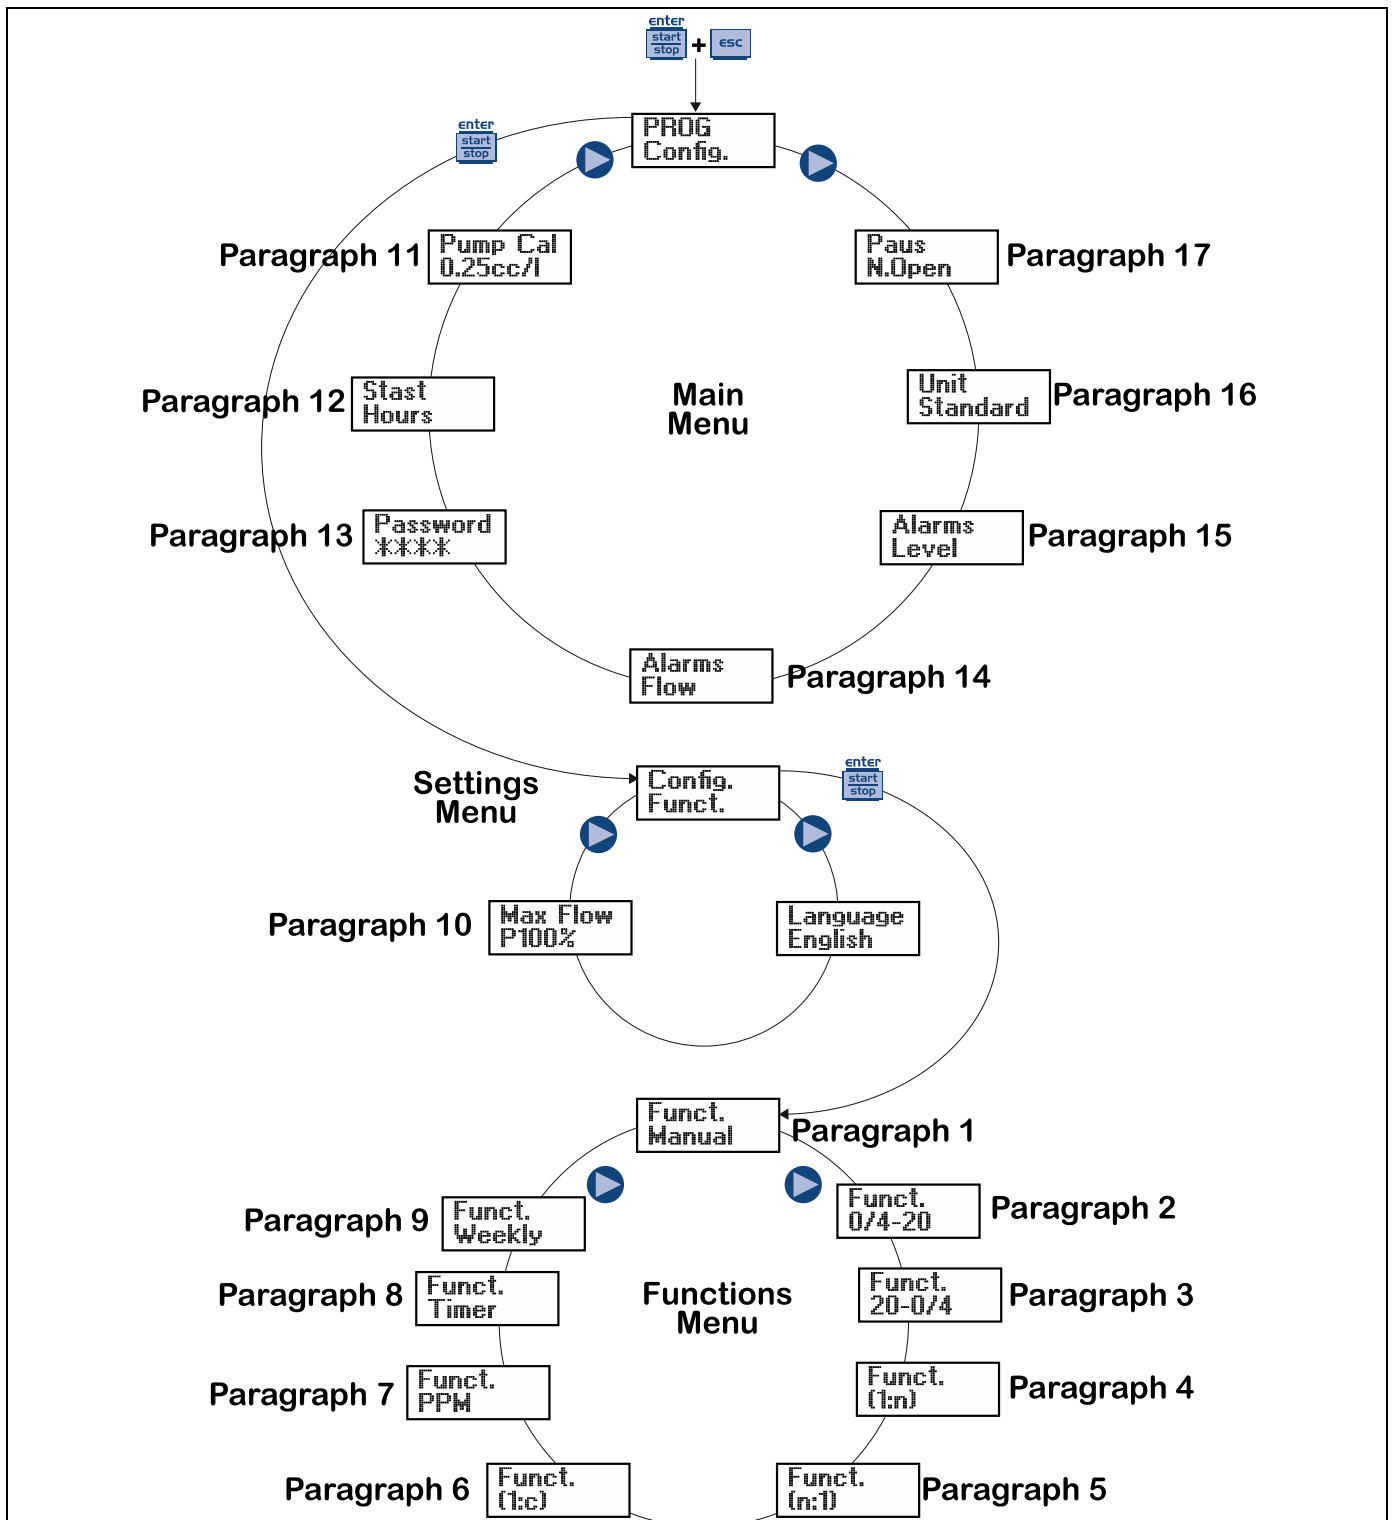 enter
start
stop
+
esc
enter
start
stop
PROG
Config.
Paragraph 11
Pump Cal
0.25cc/I
Paus
N.Open
Paragraph 17
Paragraph 12
Stast
Hours
Main
Menu
Unit
Standard
Paragraph 16
Paragraph 13
Password
****
Alarms
Level
Paragraph 15
Alarms
Flow
Paragraph 14
Settings
Menu
Config.
Funct.
enter
start
stop
Paragraph 10
Max Flow
P100%
Language
English
Funct.
Manual
Paragraph 1
Paragraph 9
Funct.
Weekly
Funct.
0/4-20
Paragraph 2
Paragraph 8
Funct.
Timer
Functions
Menu
Funct.
20-0/4
Paragraph 3
Paragraph 7
Funct.
PPM
Funct.
(1:n)
Paragraph 4
Paragraph 6
Funct.
(1:c)
Funct.
(n:1)
Paragraph 5